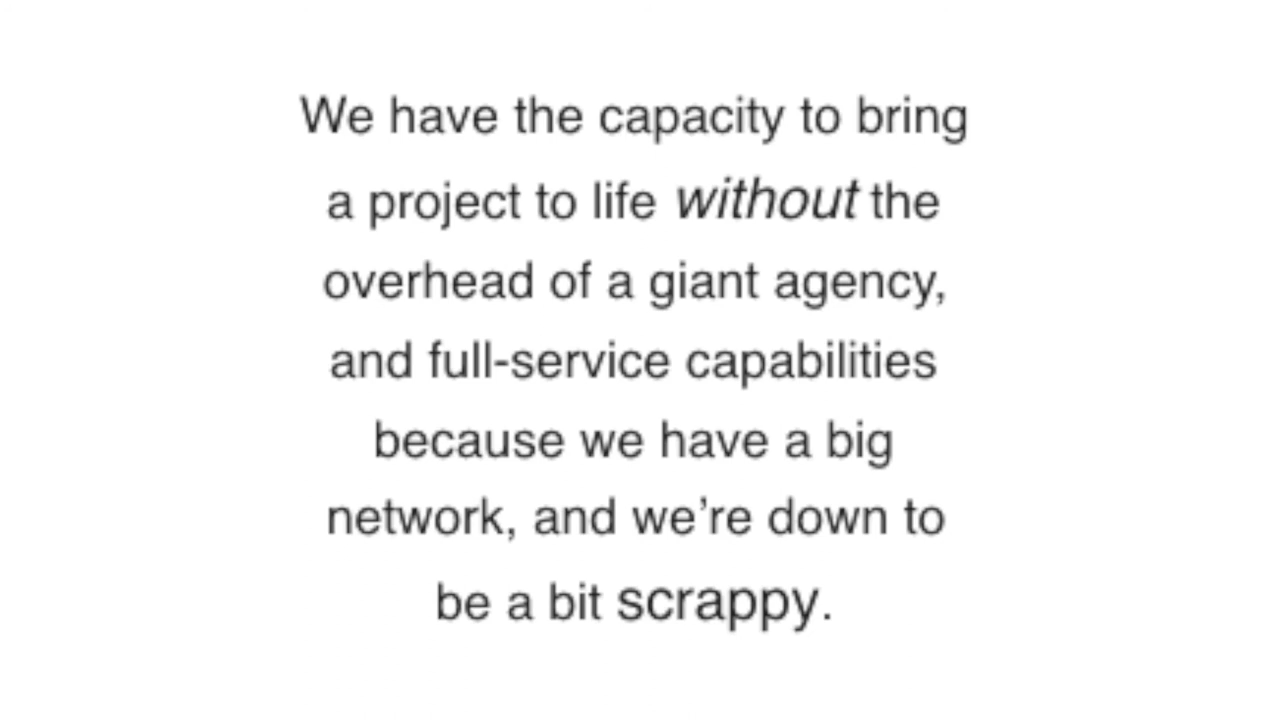 We have the capacity to bring
a project to life without the
overhead of a giant agency,
and full-service capabilities
because we have a big
network, and we’re down to
be a bit scrappy.